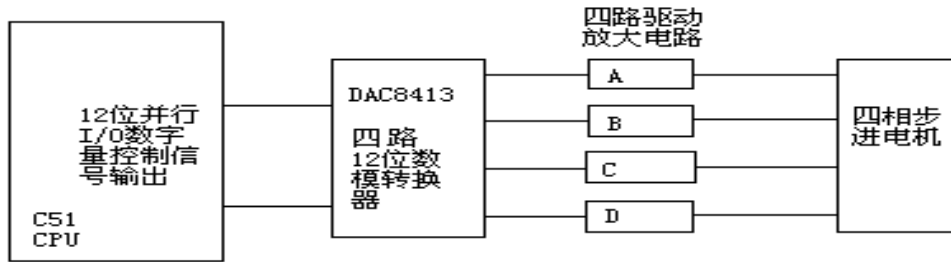 12位并行
I/O数字
量控制信
号输出
C51
CPU
DAC8413
四路
12位数
模转换
器
四路驱动
放大电路
A
B
C
D
四相步
进电机